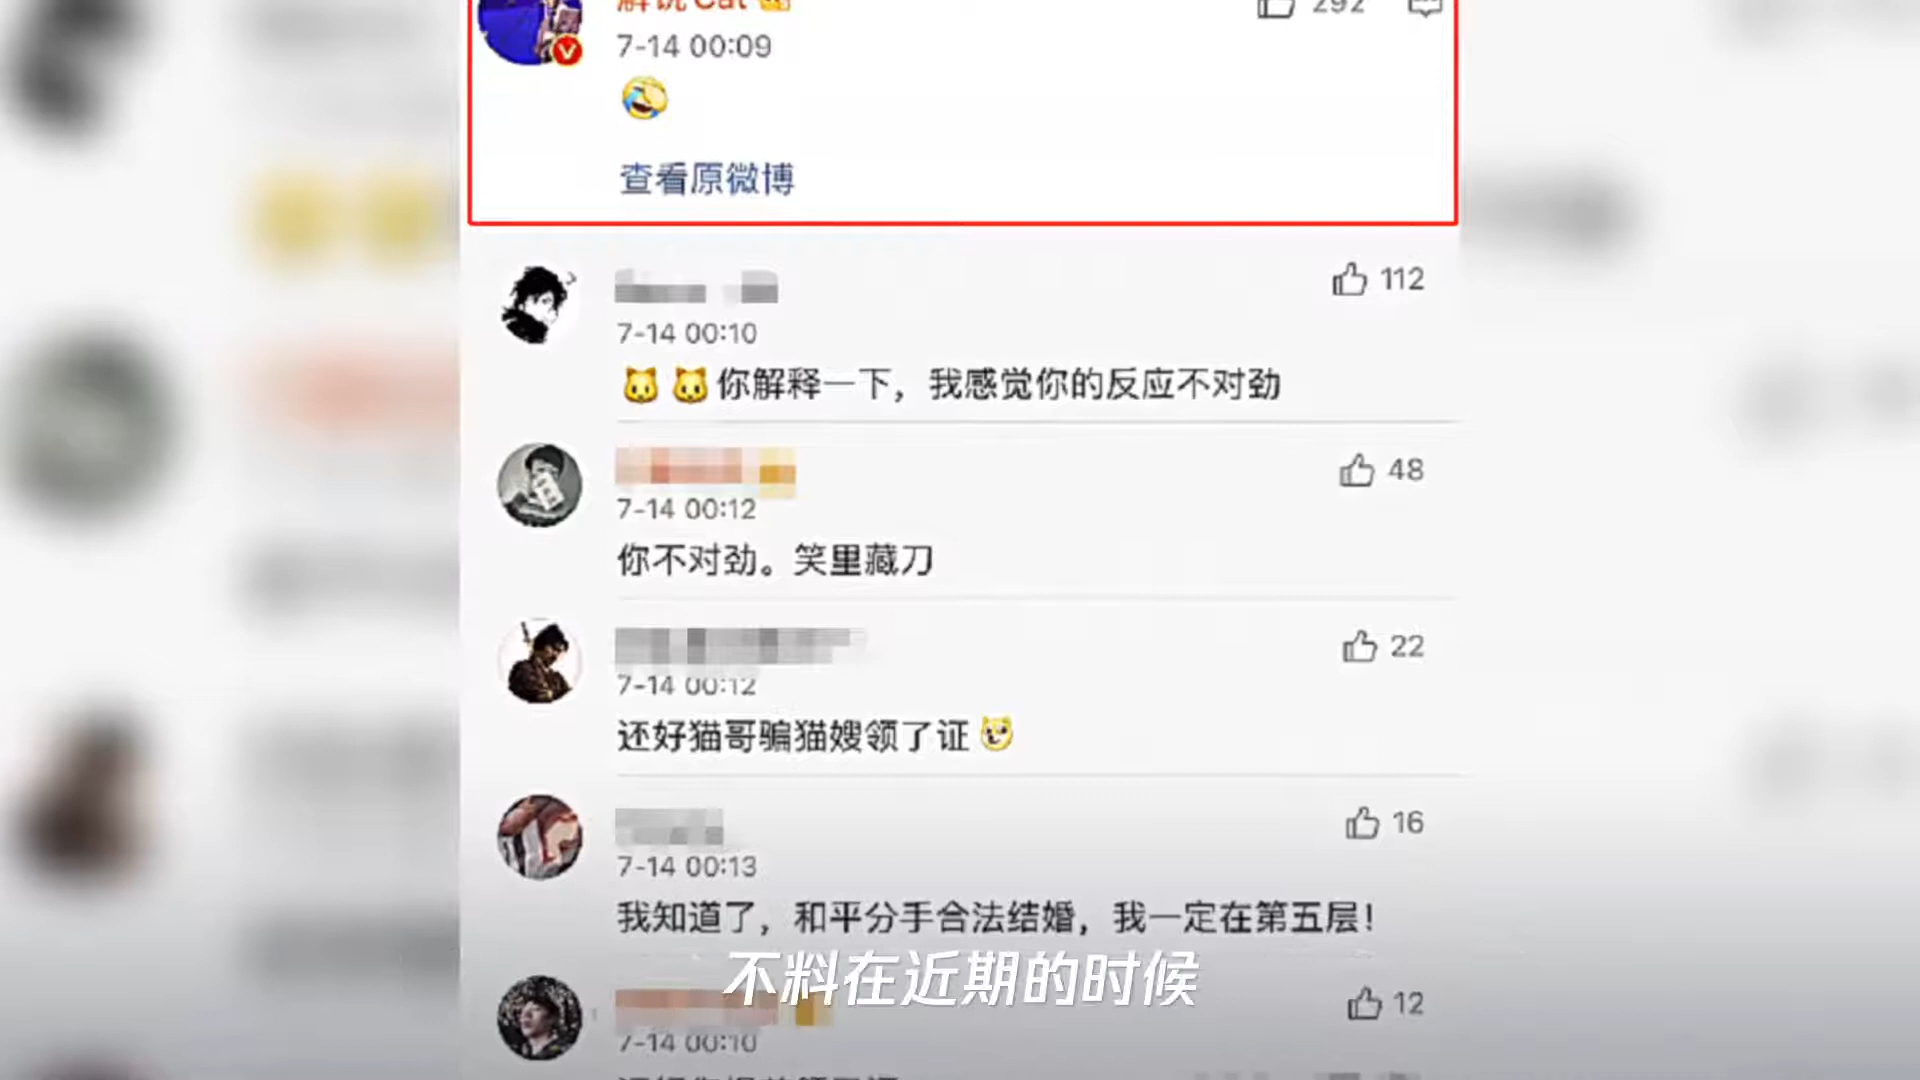 解说Cat
292
7-14 00:09
查看原微博
112
7-14 00:10
你解释一下，我感觉你的反应不对劲
48
7-14 00:12
你不对劲。笑里藏刀
22
7-14 00:12
还好猫哥骗猫嫂领了证
16
7-14 00:13
我知道了，和平分手合法结婚，我一定在第五层！
不料在近期的时候
12
7-14 00:10